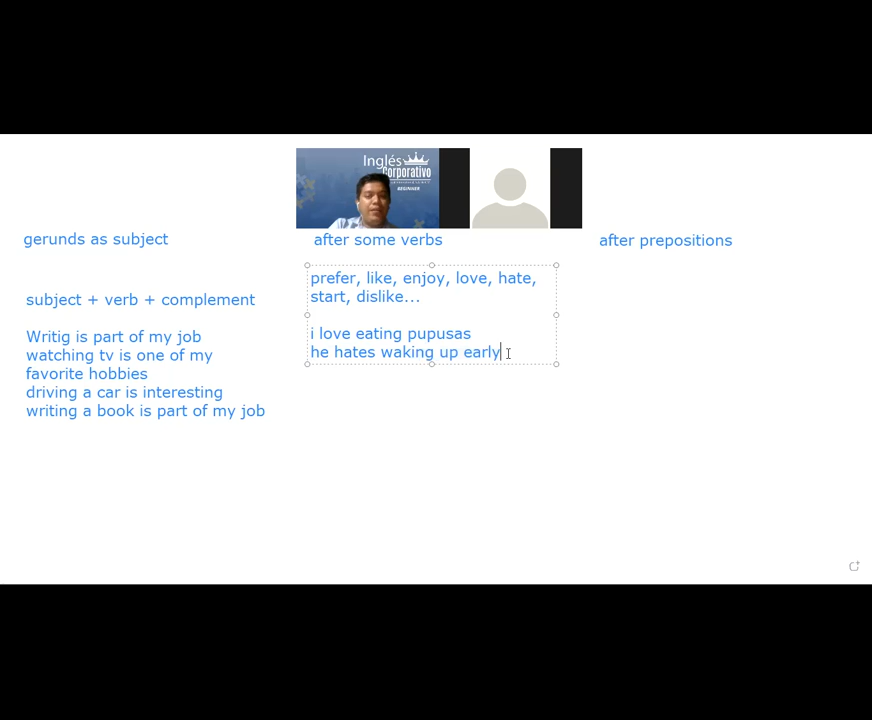 Inglés
Corporativo
BEGINNER
gerunds as subject
after some verbs
after prepositions
subject + verb + complement
Writig is part of my job
watching tv is one of my
favorite hobbies
driving a car is interesting
writing a book is part of my job
prefer, like, enjoy, love, hate,
start, dislike...
i love eating pupusas
he hates waking up early